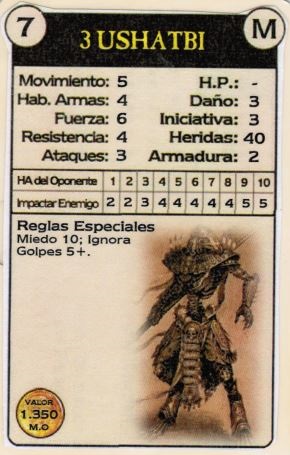 7 3 USHATBI M
Movimiento: 5 H.P.: -
Hab. Armas: 4 Daño: 3
Fuerza: 6 Iniciativa: 3
Resistencia: 4 Heridas: 40
Ataques: 3 Armadura: 2
HA del Oponente 1 2 3 4 5 6 7 8 9 10
Impactar Enemigo 2 2 3 4 4 4 4 4 5 5
Reglas Especiales
Miedo 10; Ignora
Golpes 5+.
VALOR
1.350
M.O